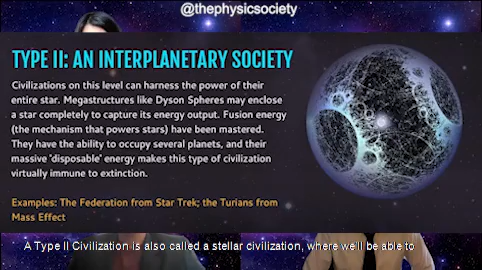 @thephysicsociety
TYPE II: AN INTERPLANETARY SOCIETY
Civilizations on this level can harness the power of their
entire star. Megastructures like Dyson Spheres may enclose
a star completely to capture its energy output. Fusion energy
(the mechanism that powers stars) have been mastered.
They have the ability to occupy several planets, and their
massive 'disposable' energy makes this type of civilization
virtually immune to extinction.
Examples: The Federation from Star Trek; the Turians from
Mass Effect
A Type II Civilization is also called a stellar civilization, where we'll be able to